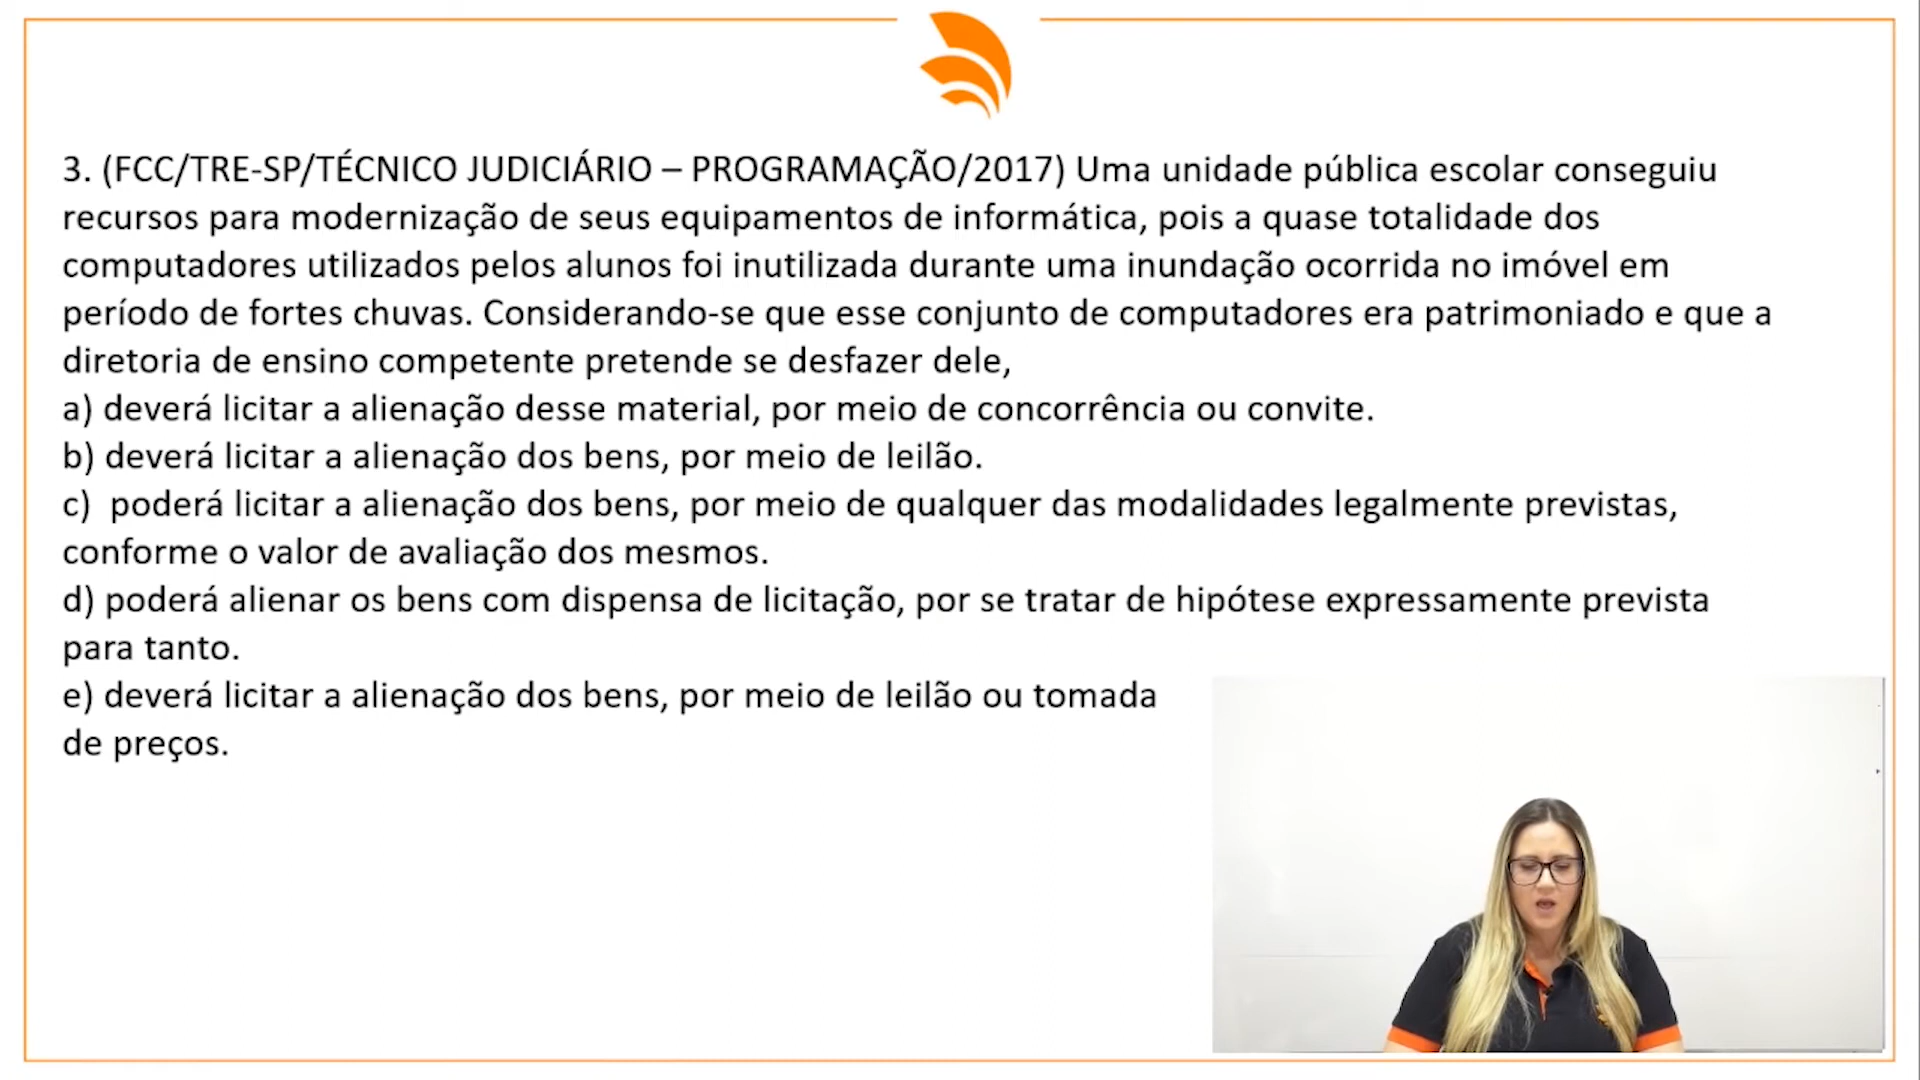 3. (FCC/TRE-SP/TÉCNICO JUDICIÁRIO – PROGRAMAÇÃO/2017) Uma unidade pública escolar conseguiu
recursos para modernização de seus equipamentos de informática, pois a quase totalidade dos
computadores utilizados pelos alunos foi inutilizada durante uma inundação ocorrida no imóvel em
período de fortes chuvas. Considerando-se que esse conjunto de computadores era patrimoniado e que a
diretoria de ensino competente pretende se desfazer dele,
a) deverá licitar a alienação desse material, por meio de concorrência ou convite.
b) deverá licitar a alienação dos bens, por meio de leilão.
c)  poderá licitar a alienação dos bens, por meio de qualquer das modalidades legalmente previstas,
conforme o valor de avaliação dos mesmos.
d) poderá alienar os bens com dispensa de licitação, por se tratar de hipótese expressamente prevista
para tanto.
e) deverá licitar a alienação dos bens, por meio de leilão ou tomada
de preços.